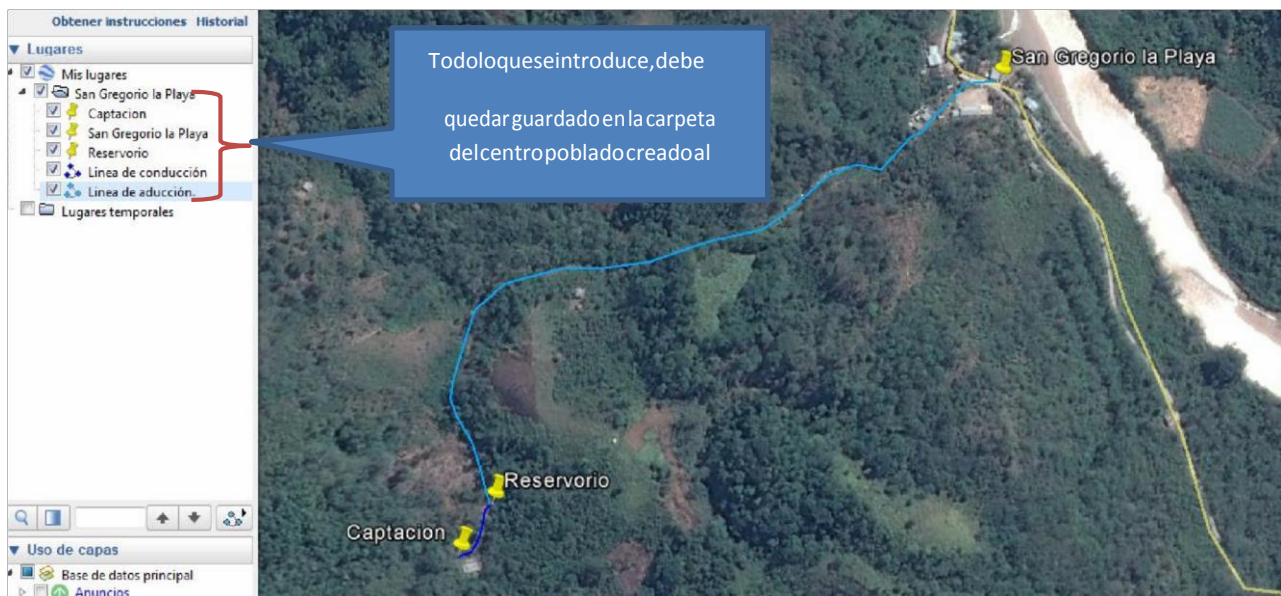 Obtener instrucciones Historial
Lugares
Mis lugares
San Gregorio la Playa
Captacion
San Gregorio la Playa
Reservorio
Linea de conducción
Linea de aducción.
Lugares temporales
Uso de capas
Base de datos principal
Anuncios
Todoloqueseintroduce,debe
quedarguardadoenlacarpeta
delcentropobladocreadoal
San Gregorio la Playa
Reservorio
Captacion